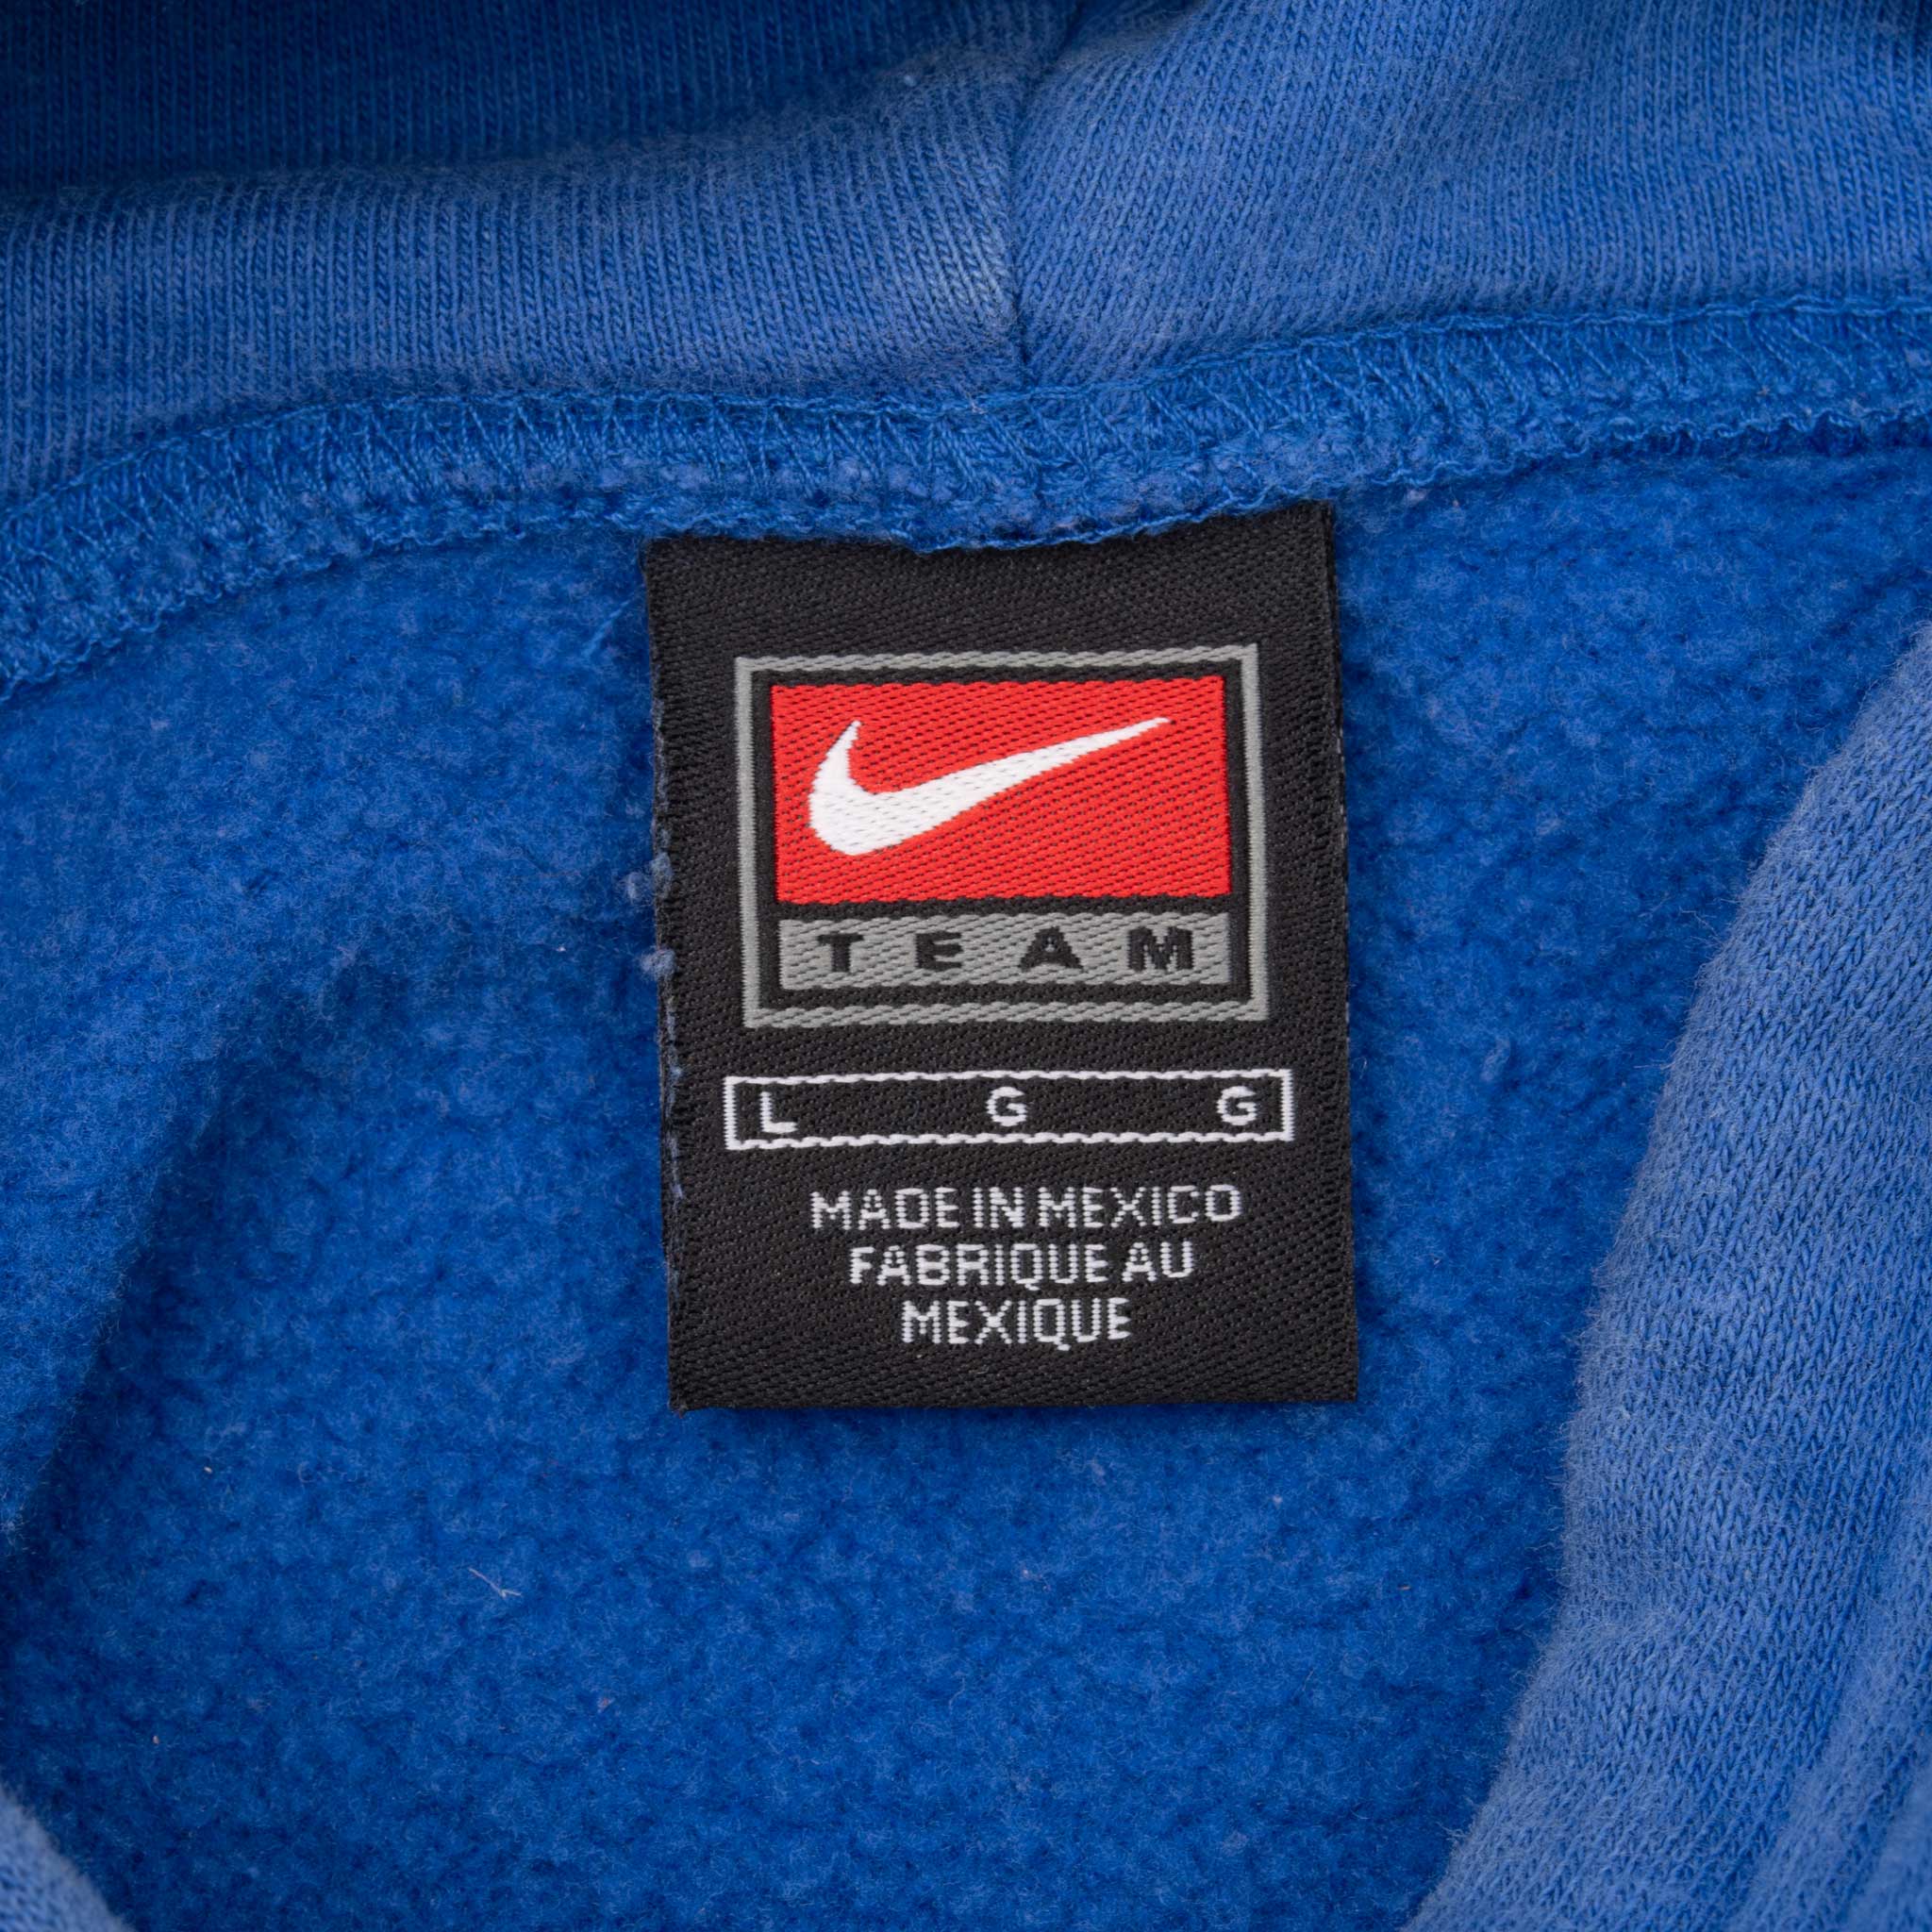 TEAM
L G G
MADE IN MEXICO
FABRIQUE AU
MEXIQUE